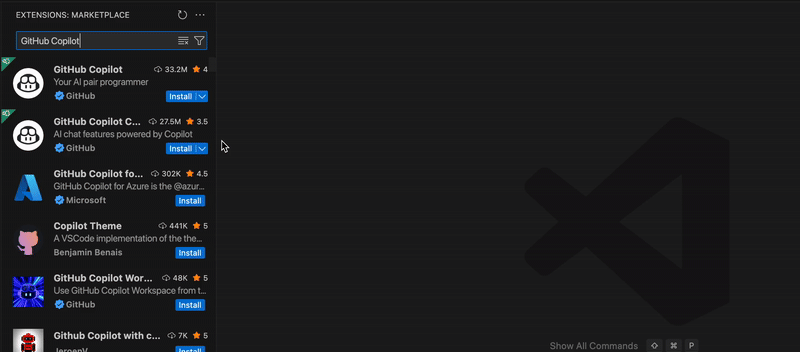 EXTENSIONS: MARKETPLACE
GitHub Copilot
GitHub Copilot 33.2M 4
Your AI pair programmer
GitHub Install
GitHub Copilot C... 27.5M 3.5
AI chat features powered by Copilot
GitHub Install
GitHub Copilot fo... 302K 4.5
GitHub Copilot for Azure is the @azur...
Microsoft Install
Copilot Theme 441K 5
A VSCode implementation of the the...
Benjamin Benais Install
GitHub Copilot Wor... 48K 5
Use GitHub Copilot Workspace from t...
GitHub Install
Github Copilot with c... 7K 5
JeroenV Install
Show All Commands ⇧ ⌘ P